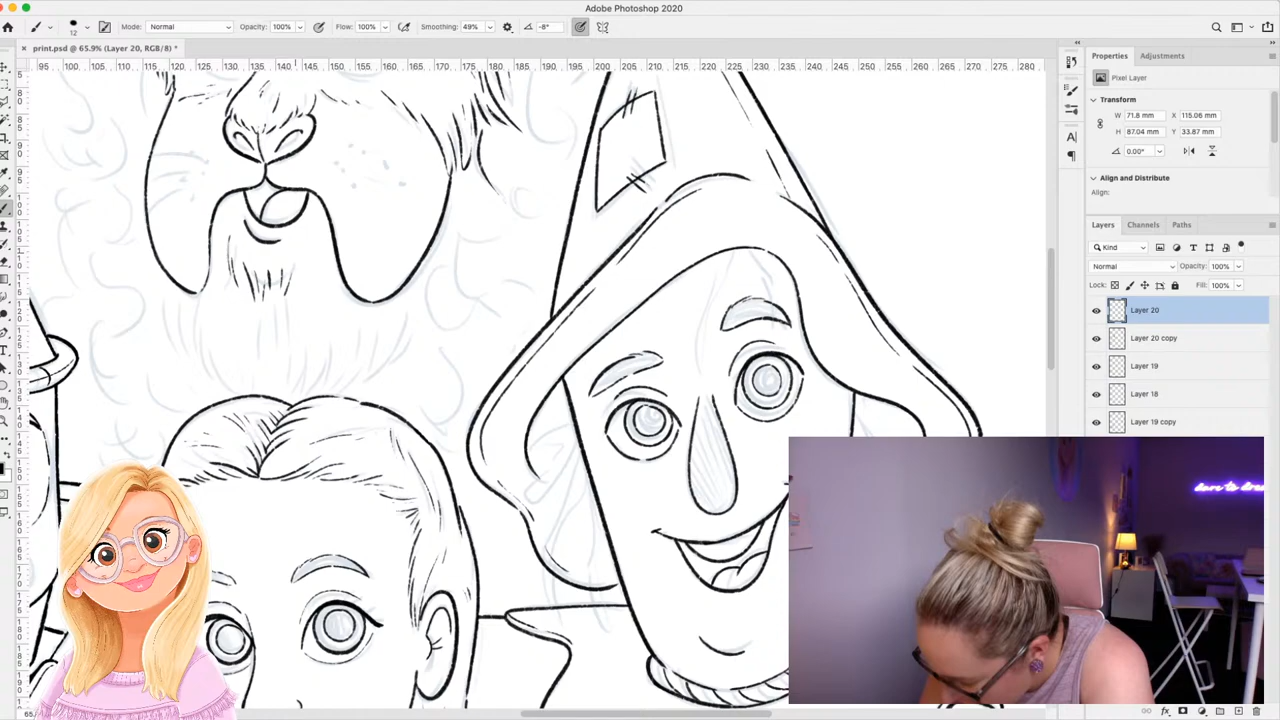 Adobe Photoshop 2020
12 Mode: Normal Opacity: 100% Flow: 100% Smoothing: 49% -8°
× print.psd @ 65.9% (Layer 20, RGB/8) *
95 100 105 110 115 120 125 130 135 140 145 150 155 160 165 170 175 180 185 190 195 200 205 210 215 220 225 230 235 240 245 250 255 260 265 270 275 280
Properties Adjustments
Pixel Layer
Transform
W 71.8 mm X 115.06 mm
H 87.04 mm Y 33.87 mm
0.00°
Align and Distribute
Align:
Layers Channels Paths
Kind
Normal Opacity: 100%
Lock: Fill: 100%
Layer 20
Layer 20 copy
Layer 19
Layer 18
Layer 19 copy